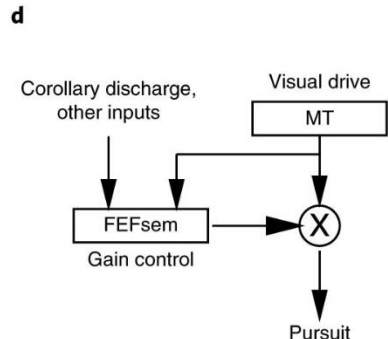 d
Corollary discharge,
other inputs
Visual drive
MT
FEFsem
X
Gain control
Pursuit